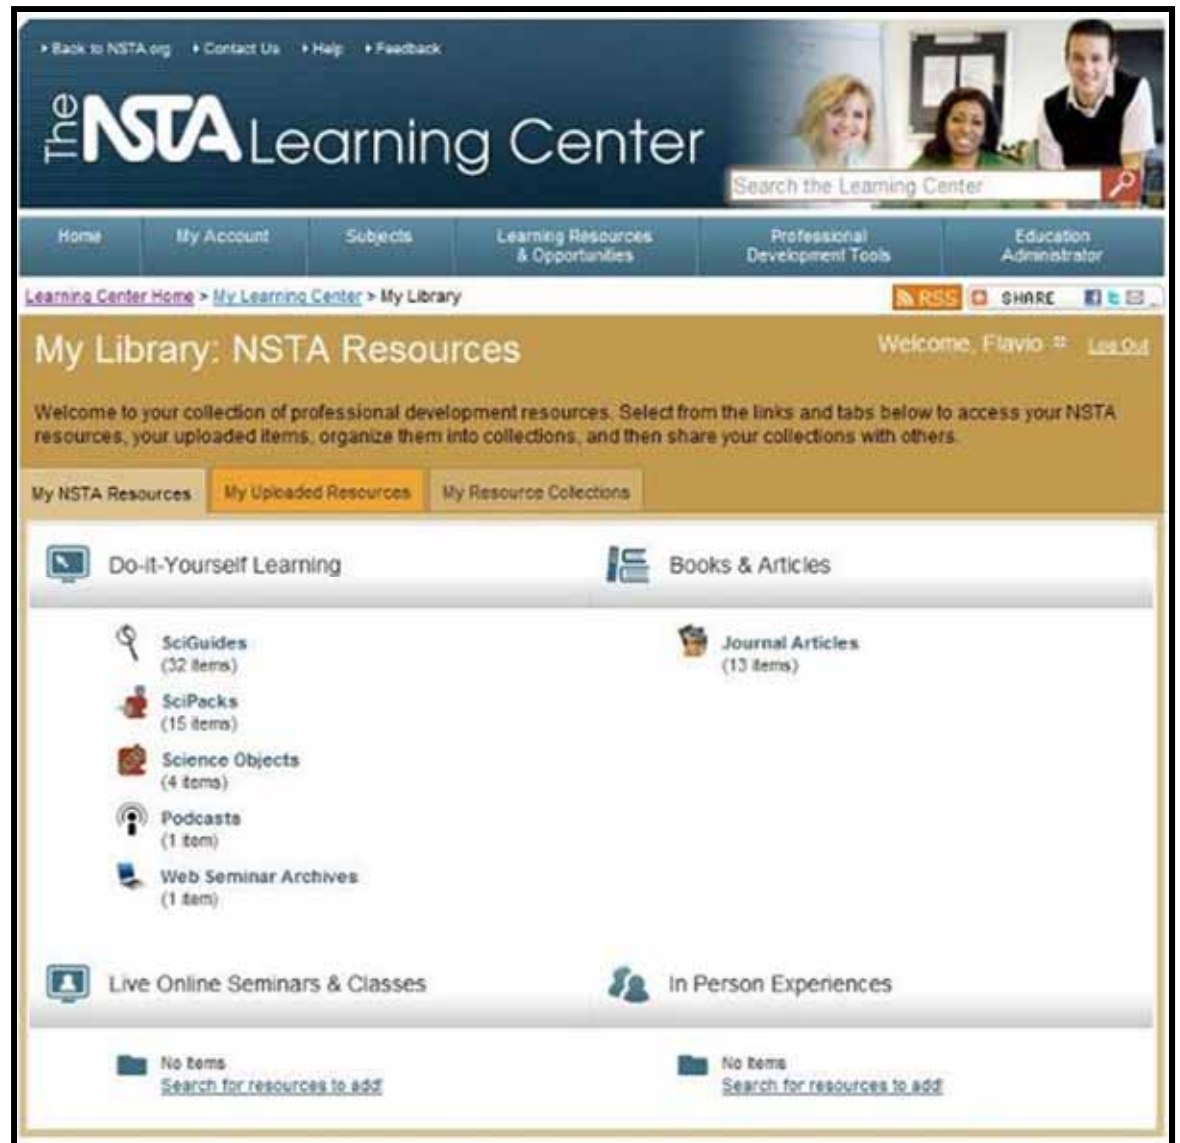 Back to NSTA.org Contact Us Help Feedback
The NSTA Learning Center
Search the Learning Center
Home My Account Subjects Learning Resources & Opportunities Professional Development Tools Education Administrator
Learning Center Home > My Learning Center > My Library
RSS SHARE
My Library: NSTA Resources
Welcome, Flavio Log Out
Welcome to your collection of professional development resources. Select from the links and tabs below to access your NSTA
resources, your uploaded items, organize them into collections, and then share your collections with others.
My NSTA Resources My Uploaded Resources My Resource Collections
Do-it-Yourself Learning
SciGuides
(32 items)
SciPacks
(15 items)
Science Objects
(4 items)
Podcasts
(1 item)
Web Seminar Archives
(1 item)
Books & Articles
Journal Articles
(13 items)
Live Online Seminars & Classes
No items
Search for resources to add!
In Person Experiences
No items
Search for resources to add!